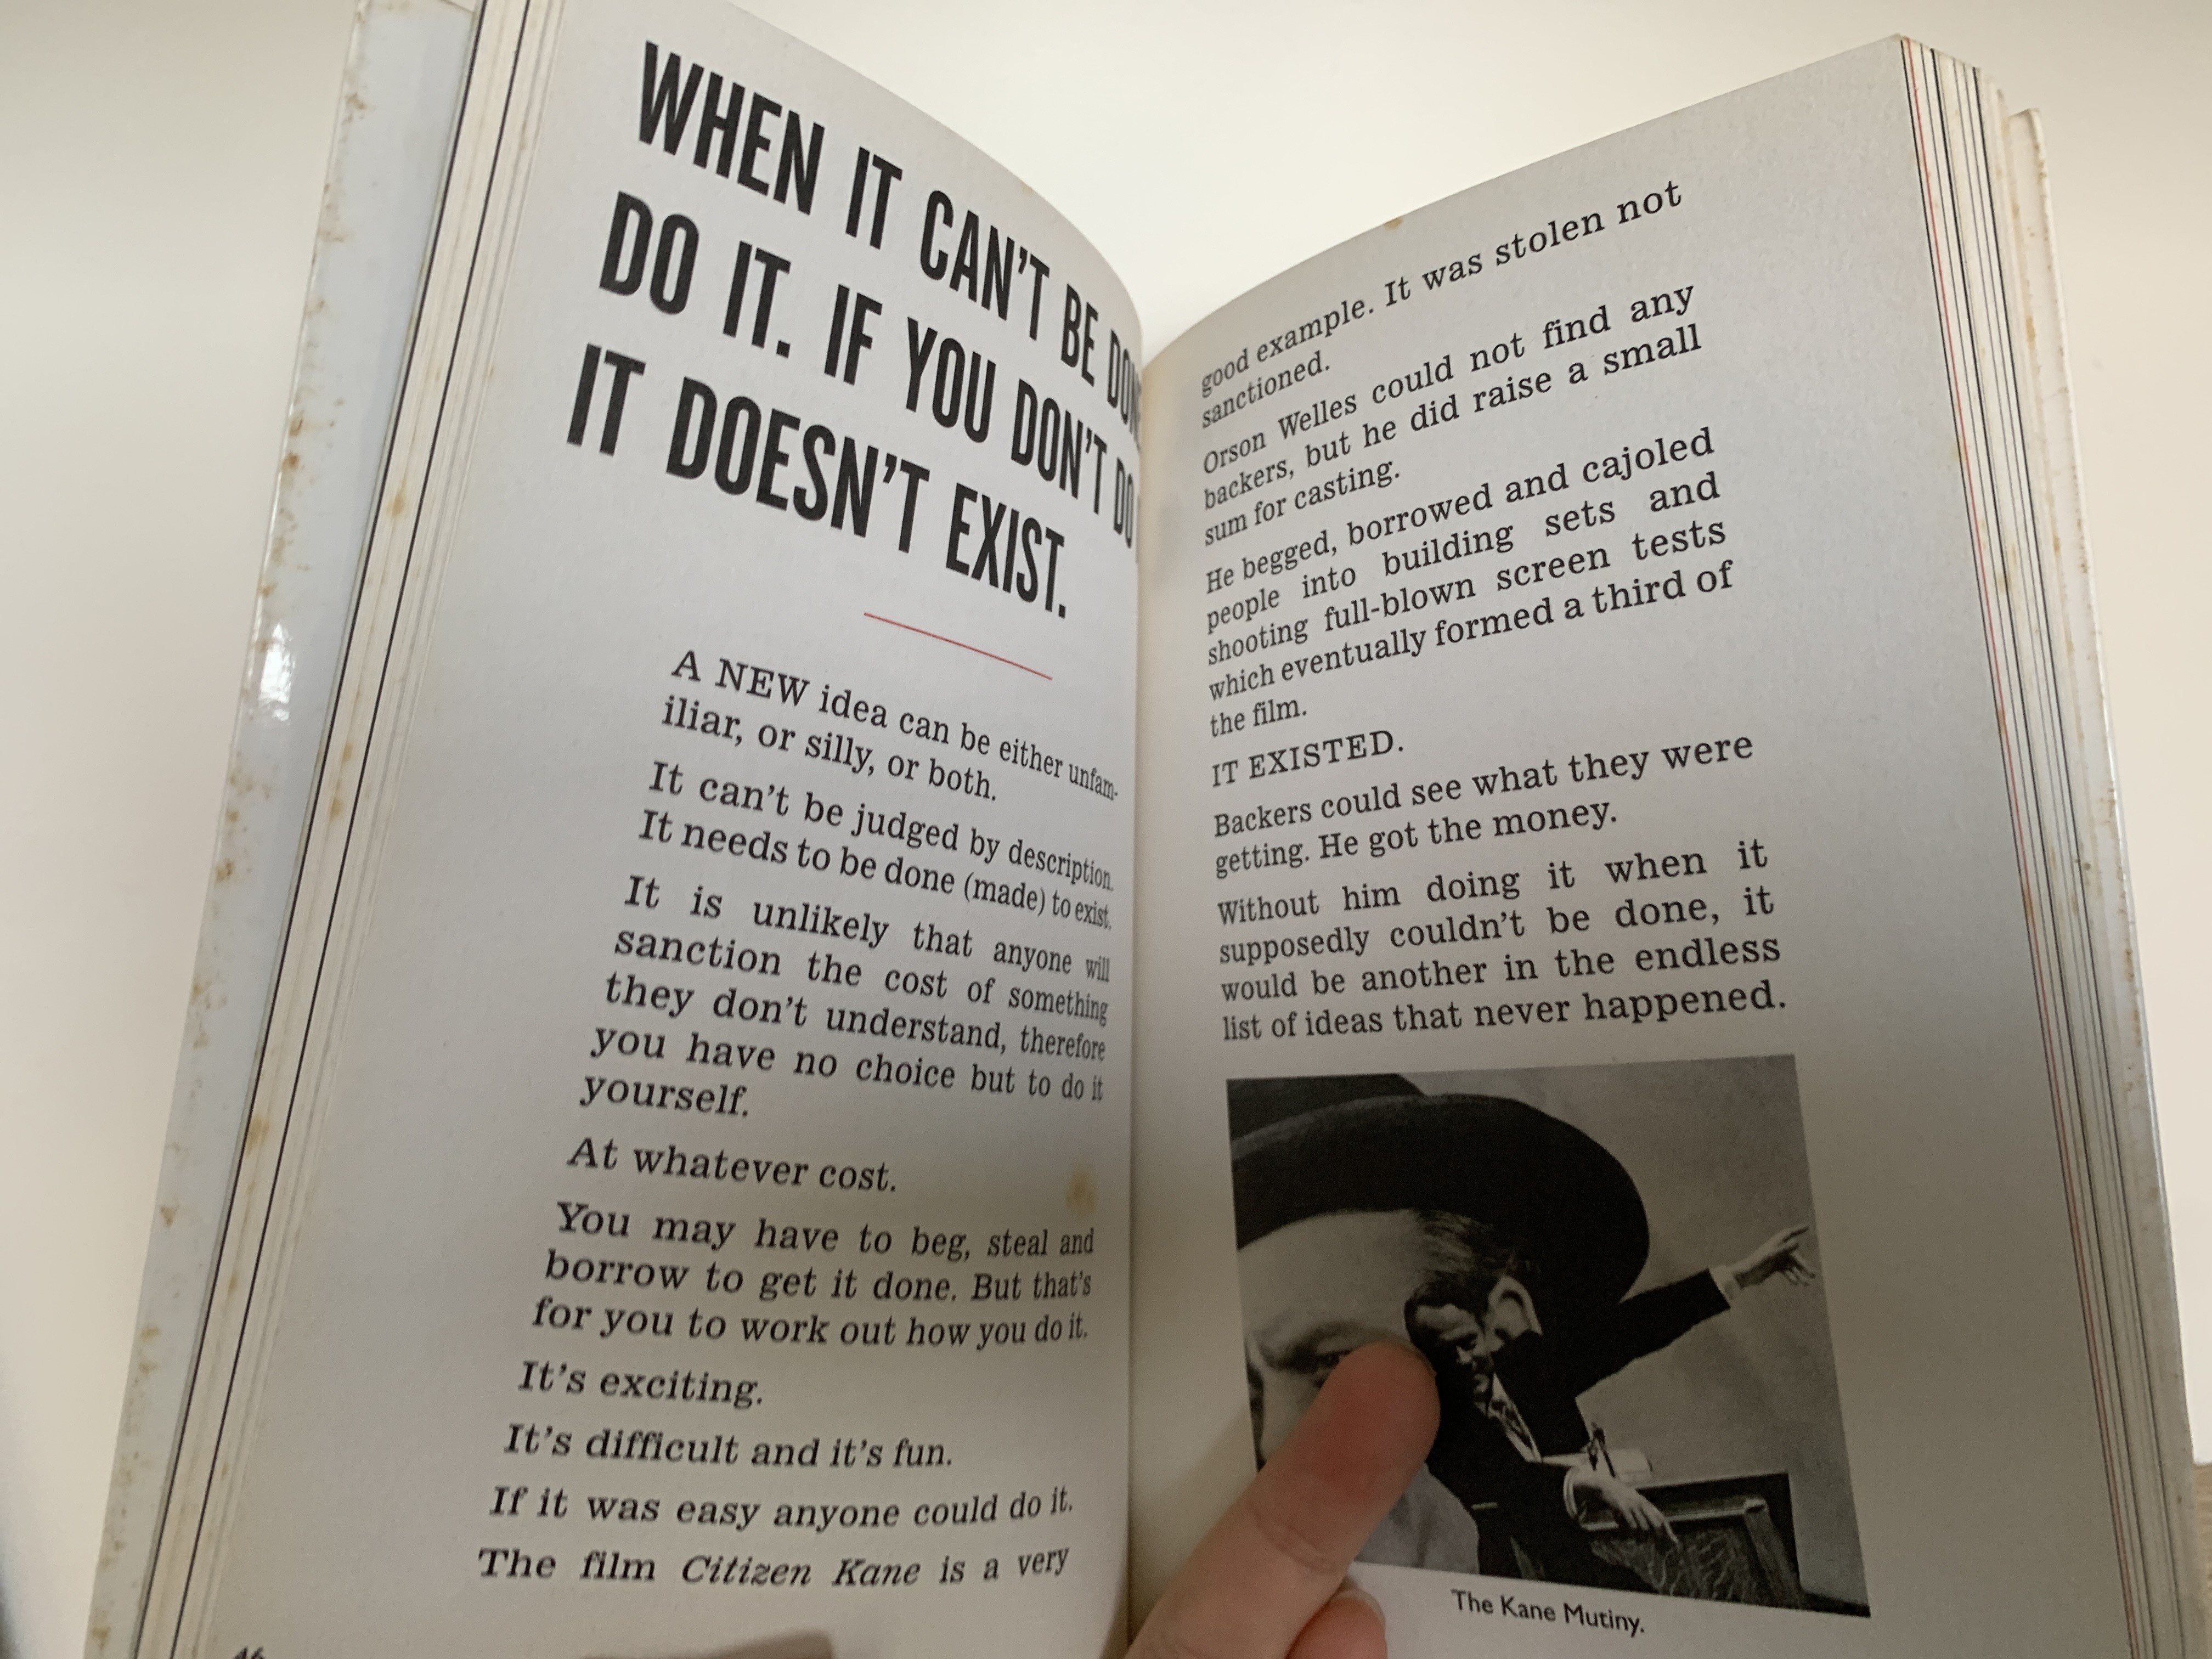 WHEN IT CAN'T BE DONE
DO IT. IF YOU DON'T DO
IT DOESN'T EXIST.
A NEW idea can be either unfam-
iliar, or silly, or both.
It can't be judged by description.
It needs to be done (made) to exist.
It is unlikely that anyone will
sanction the cost of something
they don't understand, therefore
you have no choice but to do it
yourself.
At whatever cost.
You may have to beg, steal and
borrow to get it done. But that's
for you to work out how you do it.
It's exciting.
It's difficult and it's fun.
If it was easy anyone could do it.
The film Citizen Kane is a very
46
good example. It was stolen not
sanctioned.
Orson Welles could not find any
backers, but he did raise a small
sum for casting.
He begged, borrowed and cajoled
people into building sets and
shooting full-blown screen tests
which eventually formed a third of
the film.
IT EXISTED.
Backers could see what they were
getting. He got the money.
Without him doing it when it
supposedly couldn't be done, it
would be another in the endless
list of ideas that never happened.
The Kane Mutiny.